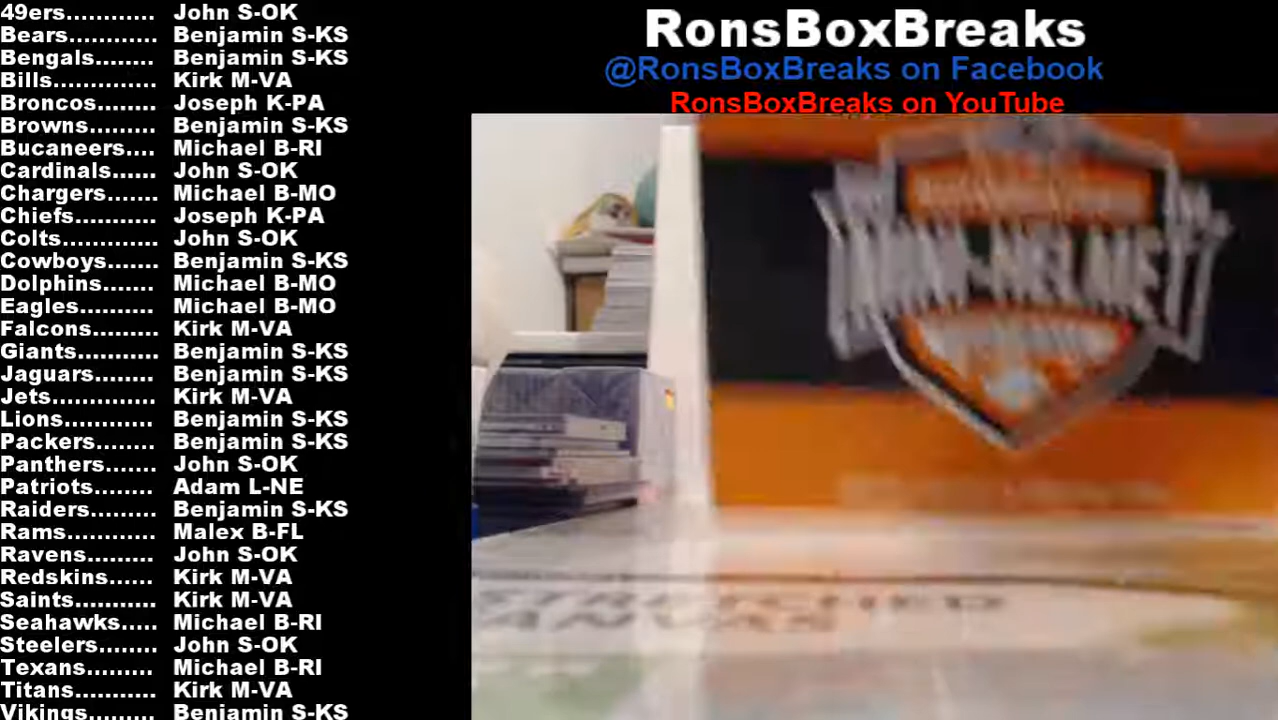 49ers............ John S-OK
Bears............ Benjamin S-KS
Bengals........ Benjamin S-KS
Bills.............. Kirk M-VA
Broncos........ Joseph K-PA
Browns......... Benjamin S-KS
Bucaneers.... Michael B-RI
Cardinals...... John S-OK
Chargers....... Michael B-MO
Chiefs........... Joseph K-PA
Colts............. John S-OK
Cowboys....... Benjamin S-KS
Dolphins....... Michael B-MO
Eagles.......... Michael B-MO
Falcons......... Kirk M-VA
Giants........... Benjamin S-KS
Jaguars........ Benjamin S-KS
Jets.............. Kirk M-VA
Lions............ Benjamin S-KS
Packers........ Benjamin S-KS
Panthers....... John S-OK
Patriots........ Adam L-NE
Raiders......... Benjamin S-KS
Rams............ Malex B-FL
Ravens......... John S-OK
Redskins...... Kirk M-VA
Saints........... Kirk M-VA
Seahawks..... Michael B-RI
Steelers........ John S-OK
Texans......... Michael B-RI
Titans........... Kirk M-VA
Vikings......... Benjamin S-KS
RonsBoxBreaks
@RonsBoxBreaks on Facebook
RonsBoxBreaks on YouTube
MINI-HELMET
STRETCHED
CANVAS